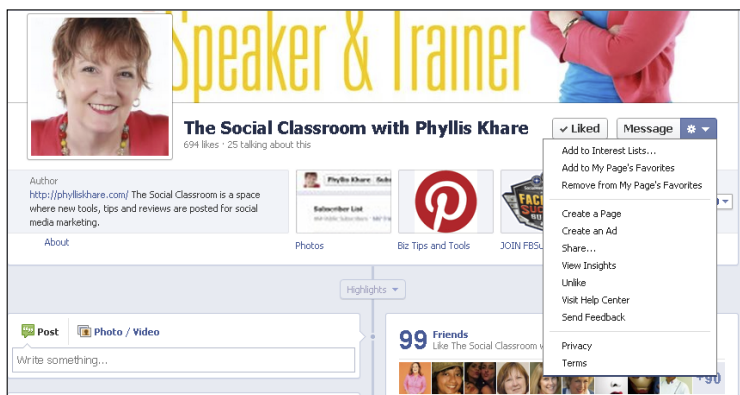 Speaker & Trainer
The Social Classroom with Phyllis Khare
694 likes · 25 talking about this
✓ Liked
Message
Add to Interest Lists...
Add to My Page's Favorites
Remove from My Page's Favorites
Create a Page
Create an Ad
Share...
View Insights
Unlike
Visit Help Center
Send Feedback
Privacy
Terms
Author
http://phylliskhare.com/ The Social Classroom is a space
where new tools, tips and reviews are posted for social
media marketing.
About
Phyllis Khare
Subscriber List
Photos
Biz Tips and Tools
JOIN FBSu
Highlights
Post
Photo / Video
Write something...
99 Friends
Like The Social Classroom
+90